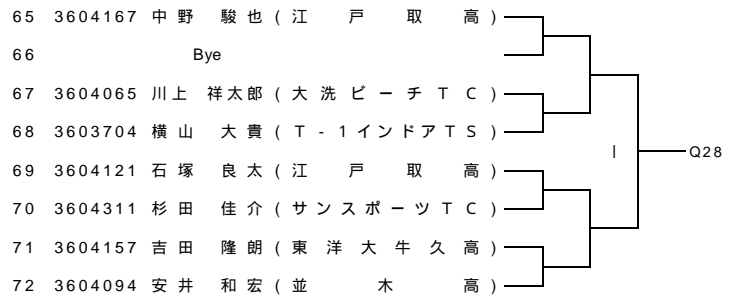 65 3604167 中野 駿也 (江戸取高)
66 Bye
67 3604065 川上 祥太郎 (大洗ビーチTC)
68 3603704 横山 大貴 (T-1インドアTS)
I Q28
69 3604121 石塚 良太 (江戸取高)
70 3604311 杉田 佳介 (サンスポーツTC)
71 3604157 吉田 隆朗 (東洋大牛久高)
72 3604094 安井 和宏 (並木高)